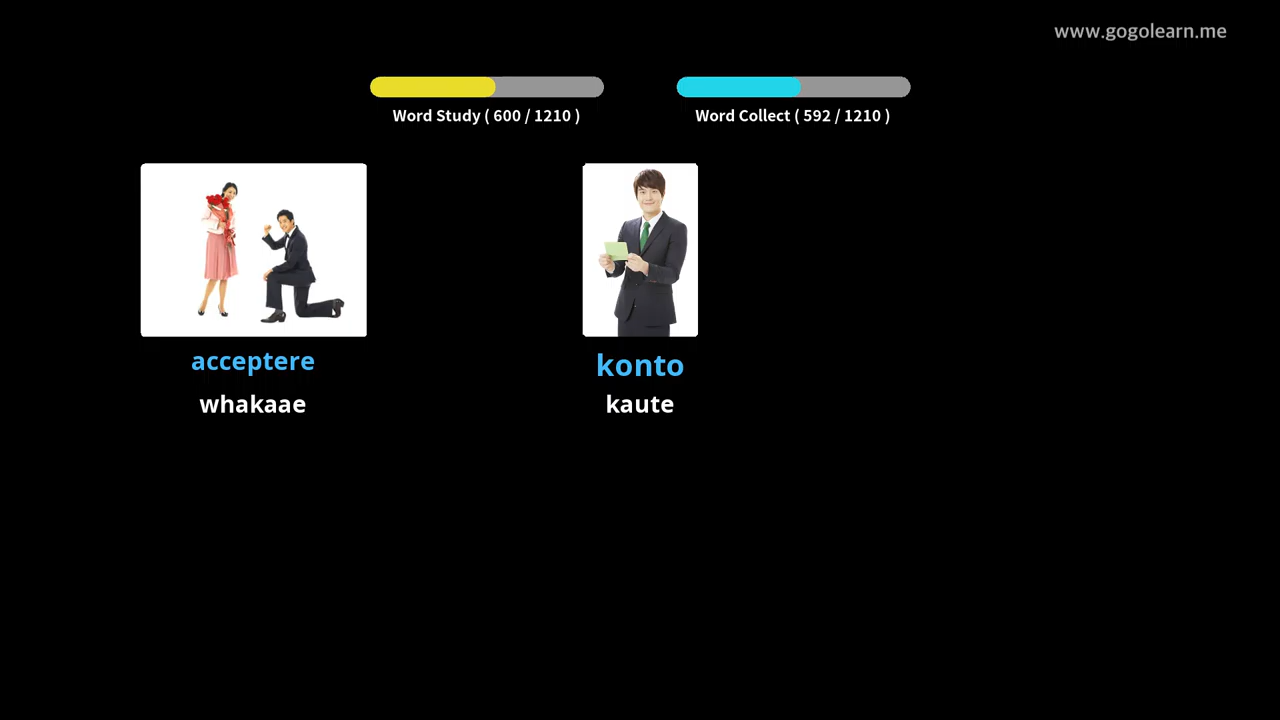 www.gogolearn.me
Word Study ( 600 / 1210 )
Word Collect ( 592 / 1210 )
acceptere
konto
whakaae
kaute